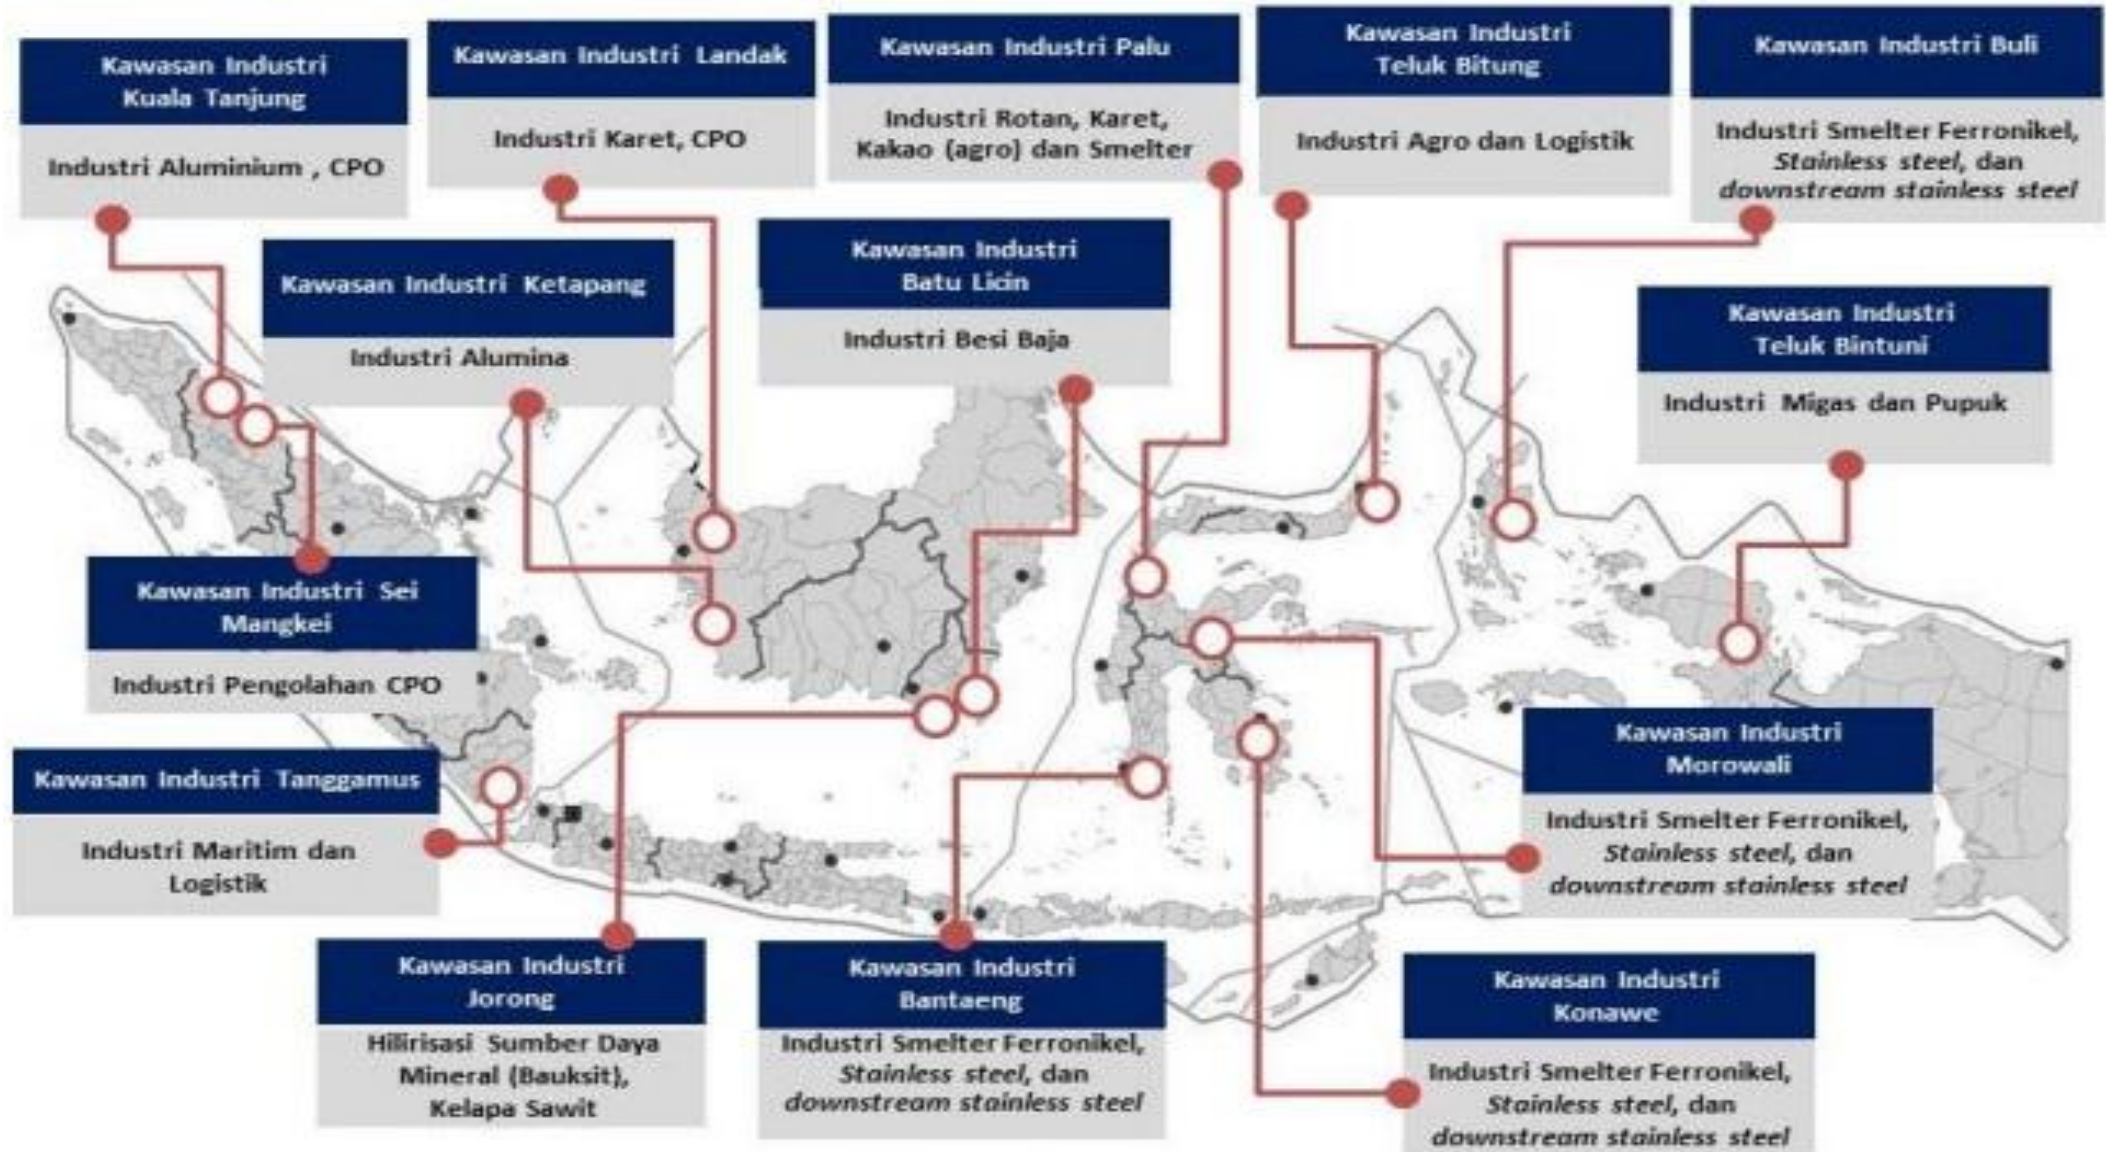 Kawasan Industri
Kuala Tanjung
Industri Aluminium , CPO
Kawasan Industri Landak
Industri Karet, CPO
Kawasan Industri Palu
Industri Rotan, Karet,
Kakao (agro) dan Smelter
Kawasan Industri
Teluk Bitung
Industri Agro dan Logistik
Kawasan Industri Buli
Industri Smelter Ferronikel,
Stainless steel, dan
downstream stainless steel
Kawasan Industri Ketapang
Industri Alumina
Kawasan Industri
Batu Licin
Industri Besi Baja
Kawasan Industri
Teluk Bintuni
Industri Migas dan Pupuk
Kawasan Industri Sei
Mangkei
Industri Pengolahan CPO
Kawasan Industri Tanggamus
Industri Maritim dan
Logistik
Kawasan Industri
Morowali
Industri Smelter Ferronikel,
Stainless steel, dan
downstream stainless steel
Kawasan Industri
Jorong
Hilirisasi Sumber Daya
Mineral (Bauksit),
Kelapa Sawit
Kawasan Industri
Bantaeng
Industri Smelter Ferronikel,
Stainless steel, dan
downstream stainless steel
Kawasan Industri
Konawe
Industri Smelter Ferronikel,
Stainless steel, dan
downstream stainless steel